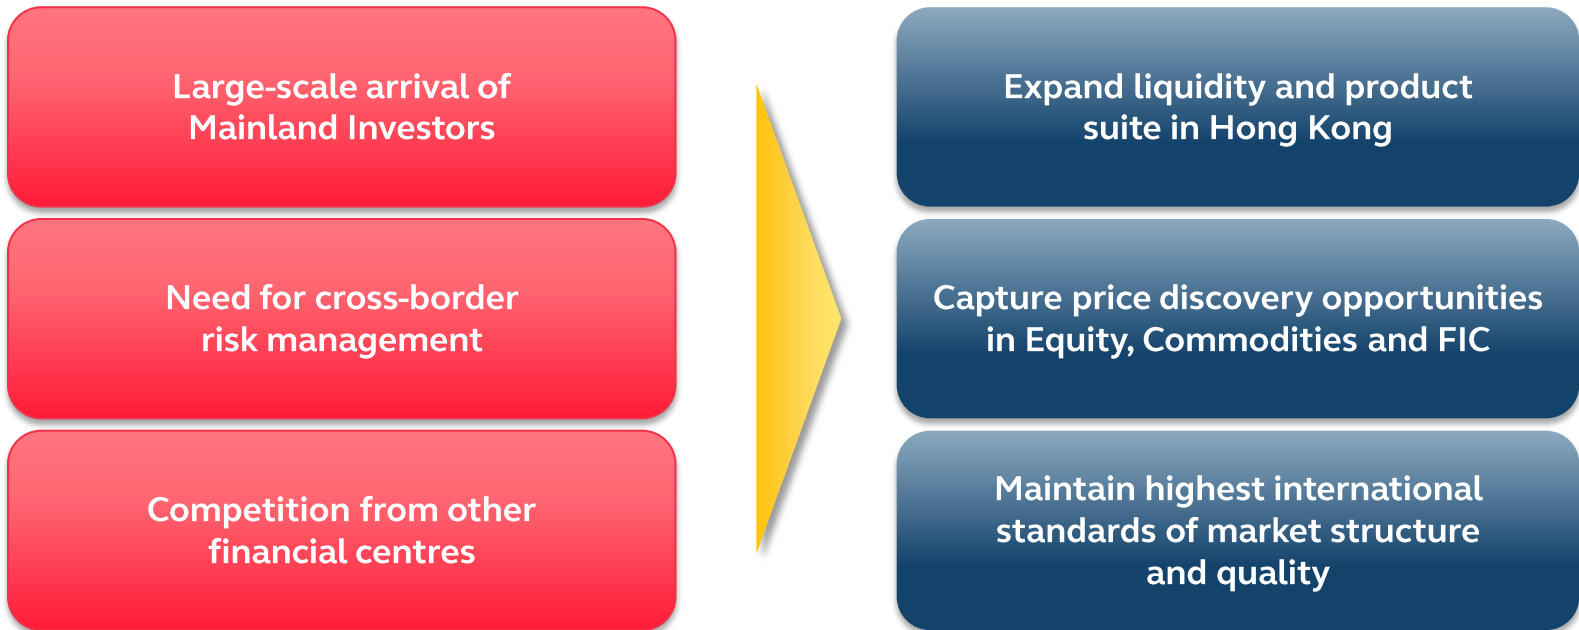 Large-scale arrival of
Mainland Investors
Need for cross-border
risk management
Competition from other
financial centres
Expand liquidity and product
suite in Hong Kong
Capture price discovery opportunities
in Equity, Commodities and FIC
Maintain highest international
standards of market structure
and quality